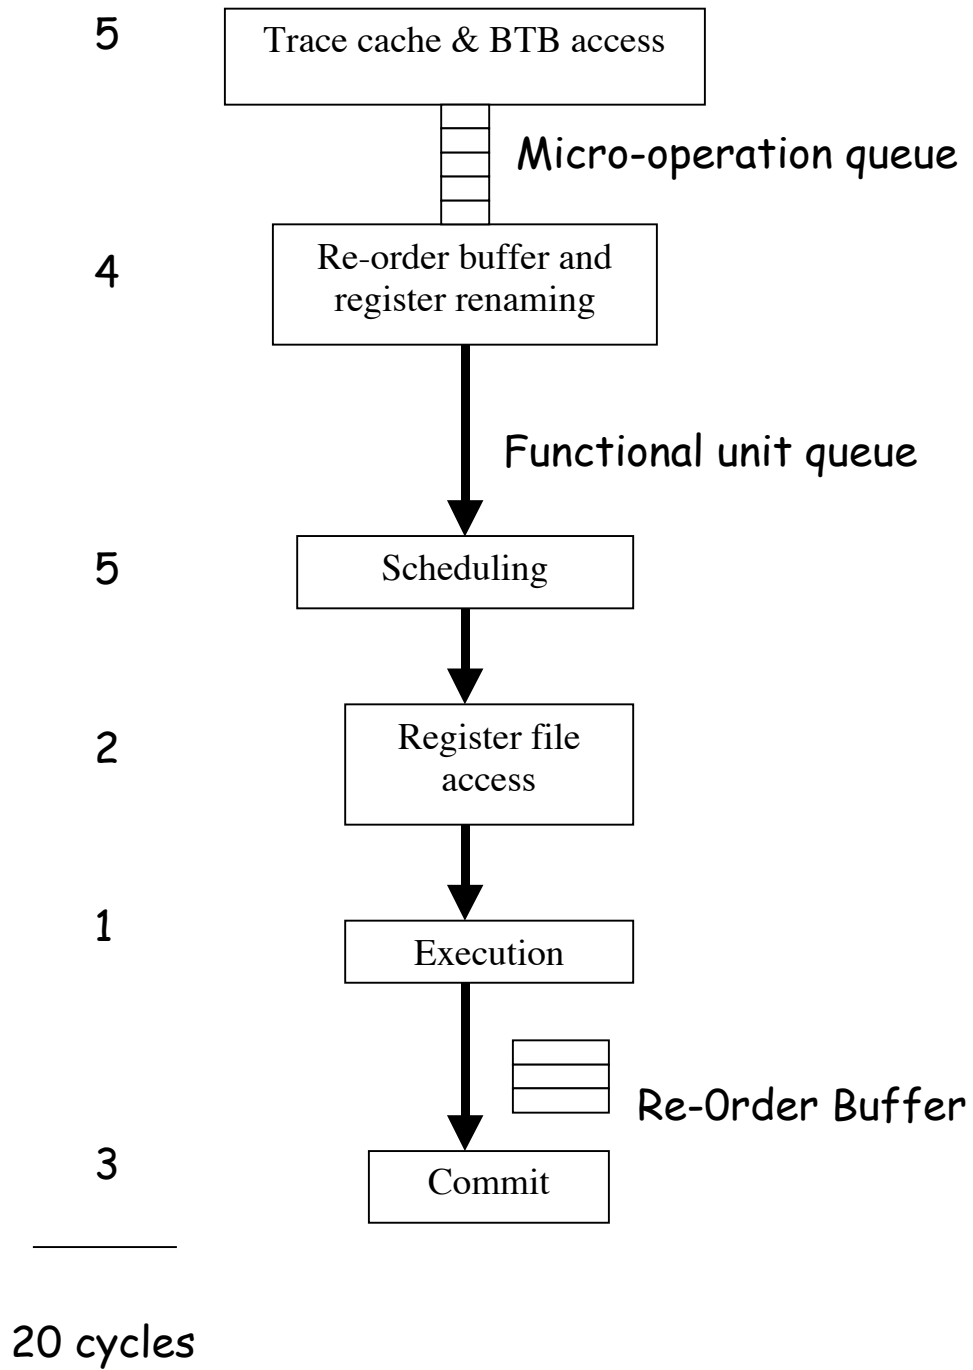 5
Trace cache & BTB access
Micro-operation queue
4
Re-order buffer and
register renaming
Functional unit queue
5
Scheduling
2
Register file
access
1
Execution
Re-Order Buffer
3
Commit
20 cycles